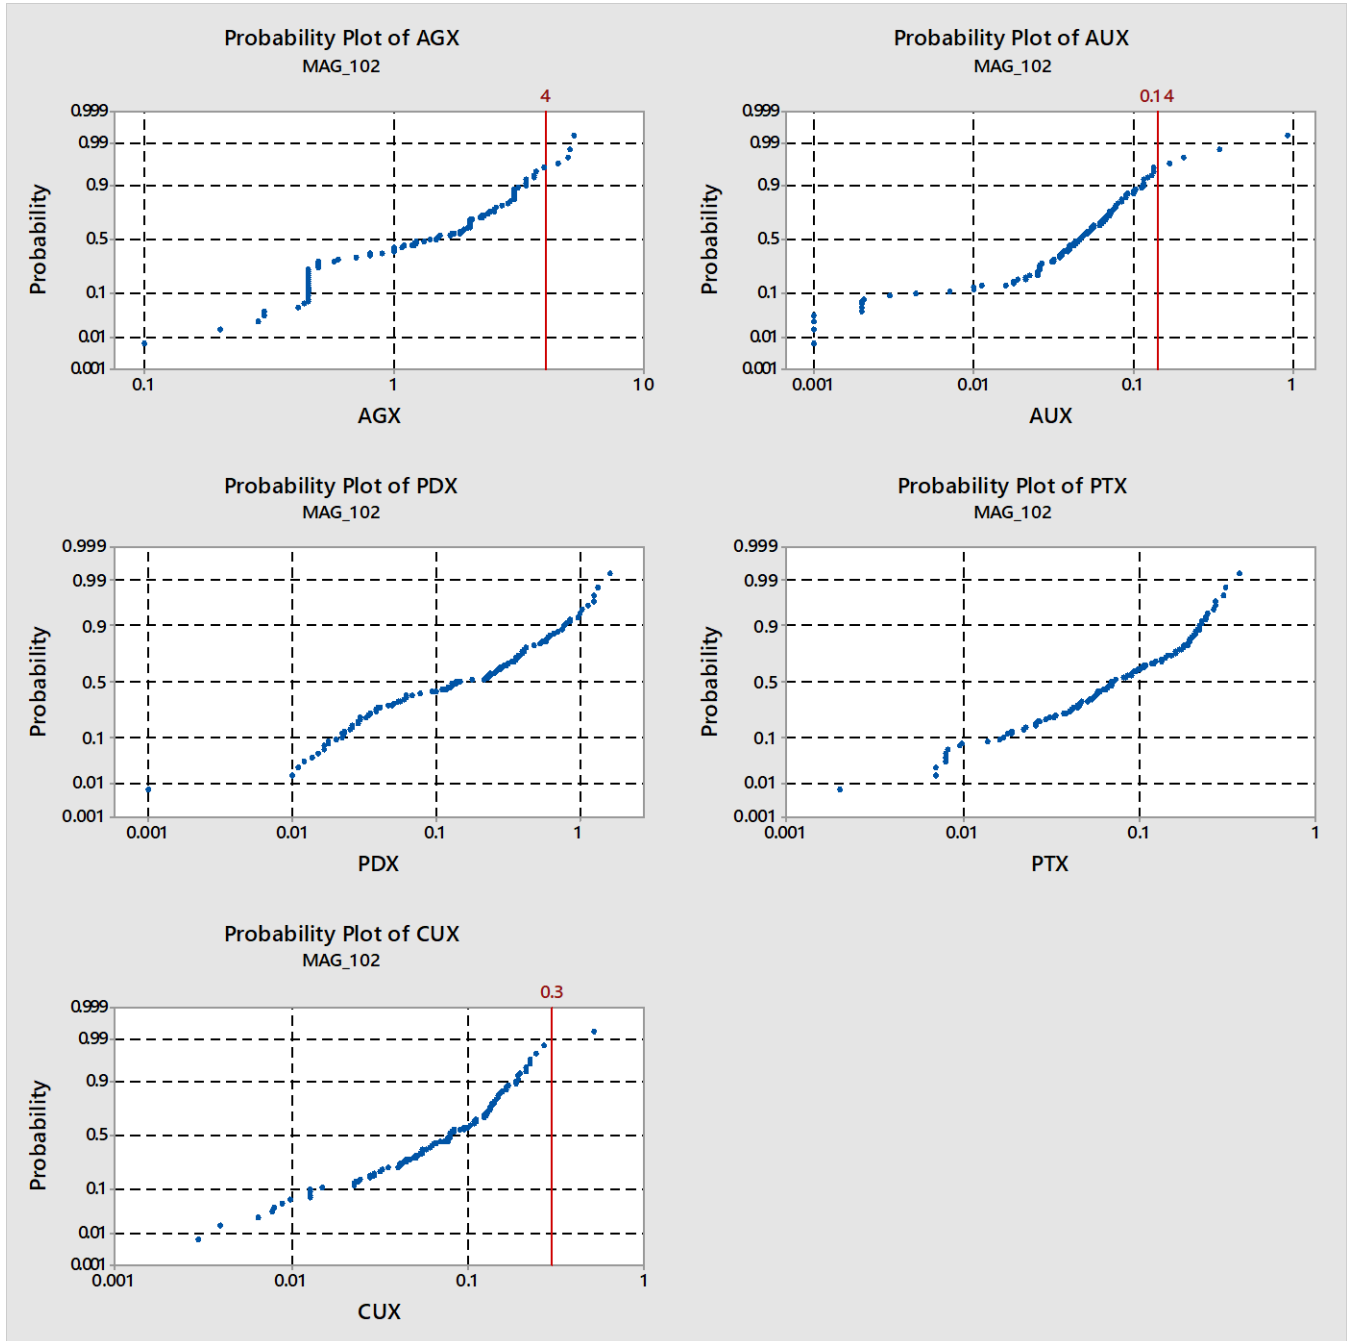 Probability Plot of AGX
MAG_102
4
0.999
0.99
0.9
0.5
0.1
0.01
0.001
Probability
0.1 1 10
AGX
Probability Plot of AUX
MAG_102
0.14
0.999
0.99
0.9
0.5
0.1
0.01
0.001
Probability
0.001 0.01 0.1 1
AUX
Probability Plot of PDX
MAG_102
0.999
0.99
0.9
0.5
0.1
0.01
0.001
Probability
0.001 0.01 0.1 1
PDX
Probability Plot of PTX
MAG_102
0.999
0.99
0.9
0.5
0.1
0.01
0.001
Probability
0.001 0.01 0.1 1
PTX
Probability Plot of CUX
MAG_102
0.3
0.999
0.99
0.9
0.5
0.1
0.01
0.001
Probability
0.001 0.01 0.1 1
CUX